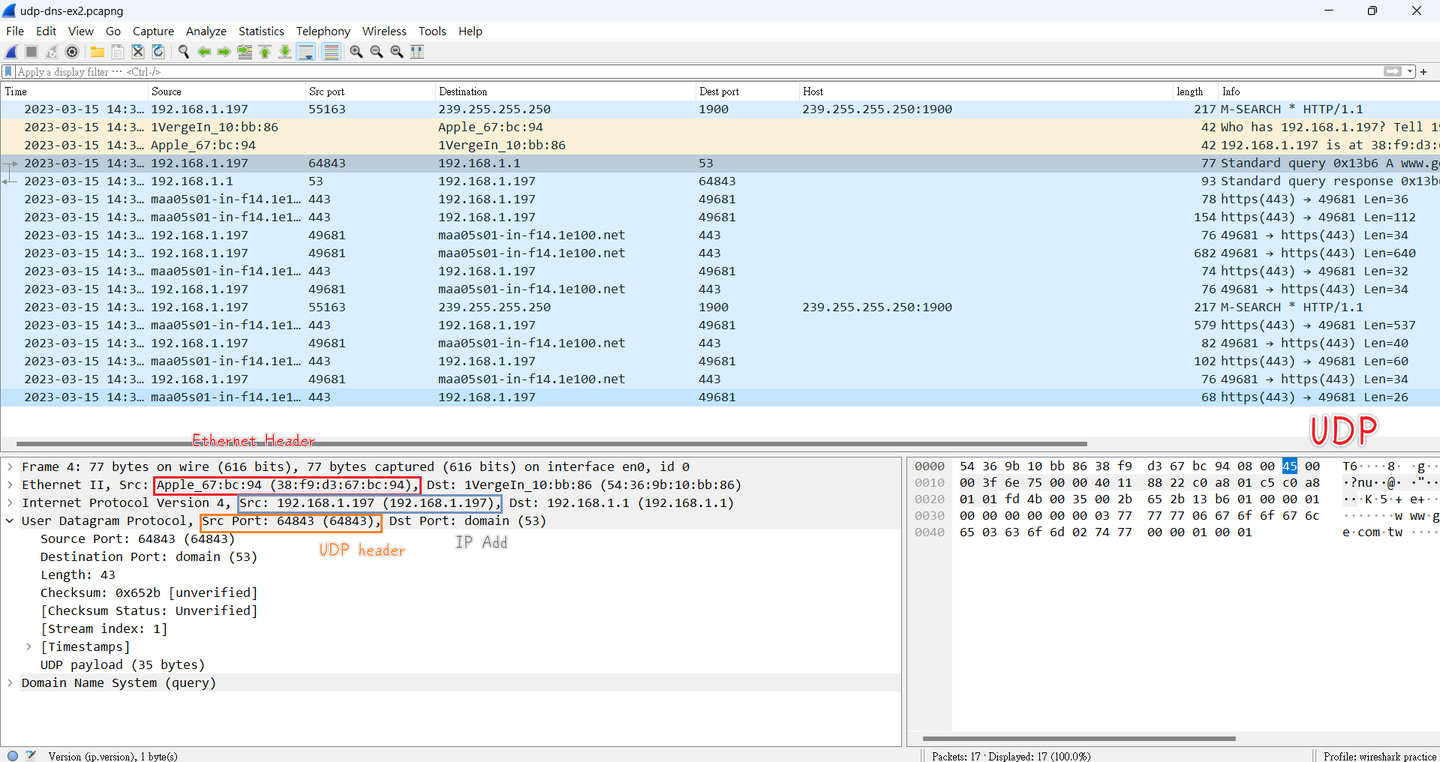 udp-dns-ex2.pcapng
File Edit View Go Capture Analyze Statistics Telephony Wireless Tools Help
Apply a display filter ⋯ <Ctrl-/>
Time Source Src port Destination Dest port Host length Info
2023-03-15 14:3… 192.168.1.197 55163 239.255.255.250 1900 239.255.255.250:1900 217 M-SEARCH * HTTP/1.1
2023-03-15 14:3… 1VergeIn_10:bb:86 Apple_67:bc:94 42 Who has 192.168.1.197? Tell 19
2023-03-15 14:3… Apple_67:bc:94 1VergeIn_10:bb:86 42 192.168.1.197 is at 38:f9:d3:6
2023-03-15 14:3… 192.168.1.197 64843 192.168.1.1 53 77 Standard query 0x13b6 A www.go
2023-03-15 14:3… 192.168.1.1 53 192.168.1.197 64843 93 Standard query response 0x13b6
2023-03-15 14:3… maa05s01-in-f14.1e1… 443 192.168.1.197 49681 78 https(443) → 49681 Len=36
2023-03-15 14:3… maa05s01-in-f14.1e1… 443 192.168.1.197 49681 154 https(443) → 49681 Len=112
2023-03-15 14:3… 192.168.1.197 49681 maa05s01-in-f14.1e100.net 443 76 49681 → https(443) Len=34
2023-03-15 14:3… 192.168.1.197 49681 maa05s01-in-f14.1e100.net 443 682 49681 → https(443) Len=640
2023-03-15 14:3… maa05s01-in-f14.1e1… 443 192.168.1.197 49681 74 https(443) → 49681 Len=32
2023-03-15 14:3… 192.168.1.197 49681 maa05s01-in-f14.1e100.net 443 76 49681 → https(443) Len=34
2023-03-15 14:3… 192.168.1.197 55163 239.255.255.250 1900 239.255.255.250:1900 217 M-SEARCH * HTTP/1.1
2023-03-15 14:3… maa05s01-in-f14.1e1… 443 192.168.1.197 49681 579 https(443) → 49681 Len=537
2023-03-15 14:3… 192.168.1.197 49681 maa05s01-in-f14.1e100.net 443 82 49681 → https(443) Len=40
2023-03-15 14:3… maa05s01-in-f14.1e1… 443 192.168.1.197 49681 102 https(443) → 49681 Len=60
2023-03-15 14:3… 192.168.1.197 49681 maa05s01-in-f14.1e100.net 443 76 49681 → https(443) Len=34
2023-03-15 14:3… maa05s01-in-f14.1e1… 443 192.168.1.197 49681 68 https(443) → 49681 Len=26
UDP
Ethernet Header
Frame 4: 77 bytes on wire (616 bits), 77 bytes captured (616 bits) on interface en0, id 0
Ethernet II, Src: Apple_67:bc:94 (38:f9:d3:67:bc:94), Dst: 1VergeIn_10:bb:86 (54:36:9b:10:bb:86)
Internet Protocol Version 4, Src: 192.168.1.197 (192.168.1.197), Dst: 192.168.1.1 (192.168.1.1)
User Datagram Protocol, Src Port: 64843 (64843), Dst Port: domain (53)
Source Port: 64843 (64843)
UDP header IP Add
Destination Port: domain (53)
Length: 43
Checksum: 0x652b [unverified]
[Checksum Status: Unverified]
[Stream index: 1]
[Timestamps]
UDP payload (35 bytes)
Domain Name System (query)
0000 54 36 9b 10 bb 86 38 f9 d3 67 bc 94 08 00 45 00 T6····8· ·g··
0010 00 3f 6e 75 00 00 40 11 88 22 c0 a8 01 c5 c0 a8 ·?nu··@· ·"··
0020 01 01 fd 4b 00 35 00 2b 65 2b 13 b6 01 00 00 01 ···K·5·+ e+··
0030 00 00 00 00 00 00 03 77 77 77 06 67 6f 6f 67 6c ·······w ww·g
0040 65 03 63 6f 6d 02 74 77 00 00 01 00 01 e·com·tw ····
Version (ip.version), 1 byte(s)
Packets: 17 · Displayed: 17 (100.0%)
Profile: wireshark practice